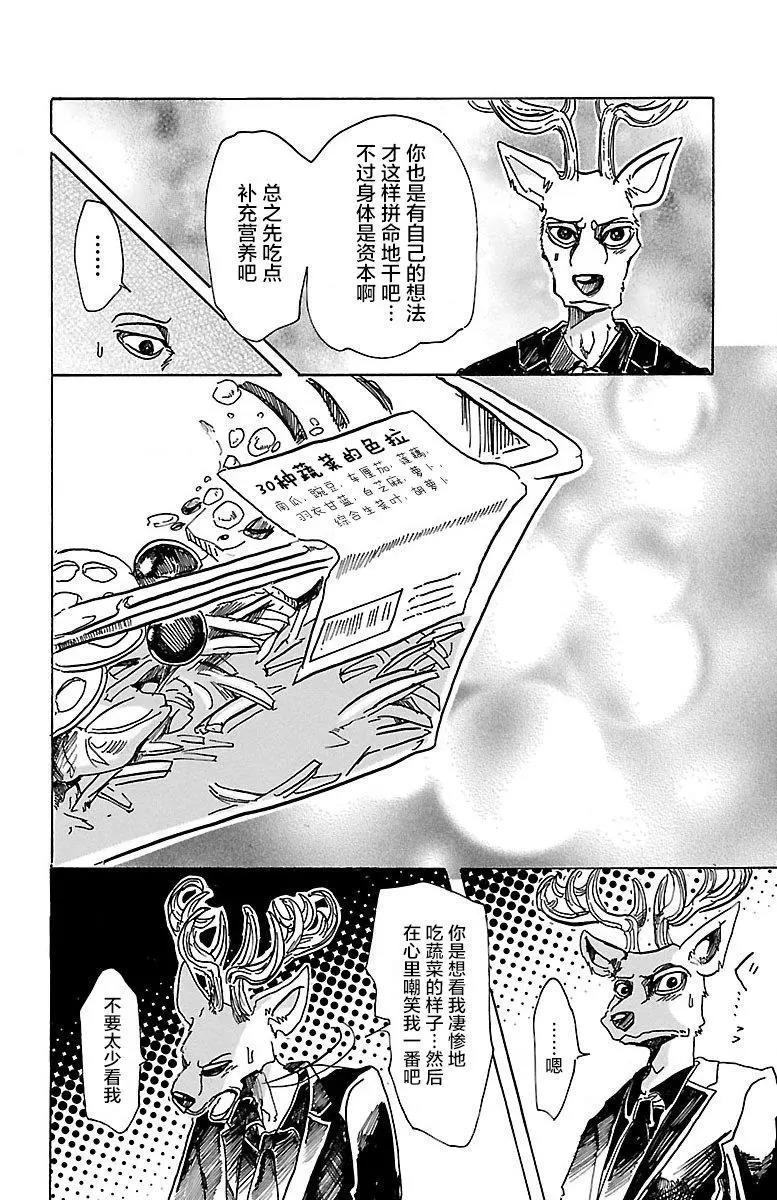 你也是有自己的想法
才这样拼命地干吧…
不过身体是资本啊
总之先吃点
补充营养吧
……
30种蔬菜的色拉
南瓜,豌豆,车厘茄,莲藕,
羽衣甘蓝,白芝麻,萝卜,
综合生菜叶,胡萝卜
……嗯
你是想看我凄惨地
吃蔬菜的样子…然后
在心里嘲笑我一番吧
不要太少看我